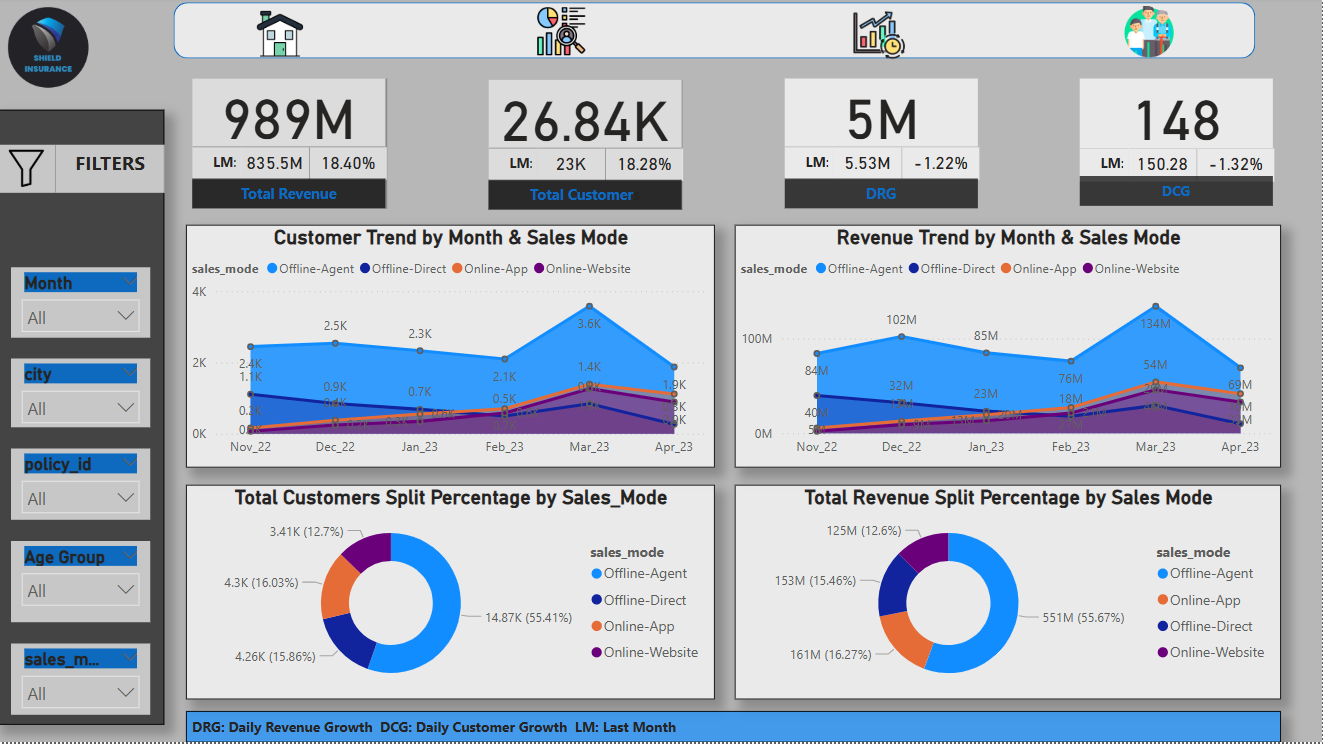 SHIELD
INSURANCE
989M
LM: 835.5M 18.40%
Total Revenue
26.84K
LM: 23K 18.28%
Total Customer
5M
LM: 5.53M -1.22%
DRG
148
LM: 150.28 -1.32%
DCG
FILTERS
Month
All
city
All
policy_id
All
Age Group
All
sales_m...
All
Customer Trend by Month & Sales Mode
sales_mode Offline-Agent Offline-Direct Online-App Online-Website
4K
2K
0K
2.4K
2.5K
2.3K
2.1K
3.6K
1.9K
1.1K
0.9K
0.7K
0.5K
1.4K
Nov_22 Dec_22 Jan_23 Feb_23 Mar_23 Apr_23
Revenue Trend by Month & Sales Mode
sales_mode Offline-Agent Offline-Direct Online-App Online-Website
100M
0M
84M
102M
85M
76M
134M
69M
32M
23M
18M
54M
Nov_22 Dec_22 Jan_23 Feb_23 Mar_23 Apr_23
Total Customers Split Percentage by Sales_Mode
3.41K (12.7%)
4.3K (16.03%)
4.26K (15.86%)
14.87K (55.41%)
sales_mode
Offline-Agent
Offline-Direct
Online-App
Online-Website
Total Revenue Split Percentage by Sales Mode
125M (12.6%)
153M (15.46%)
161M (16.27%)
551M (55.67%)
sales_mode
Offline-Agent
Online-App
Offline-Direct
Online-Website
DRG: Daily Revenue Growth DCG: Daily Customer Growth LM: Last Month